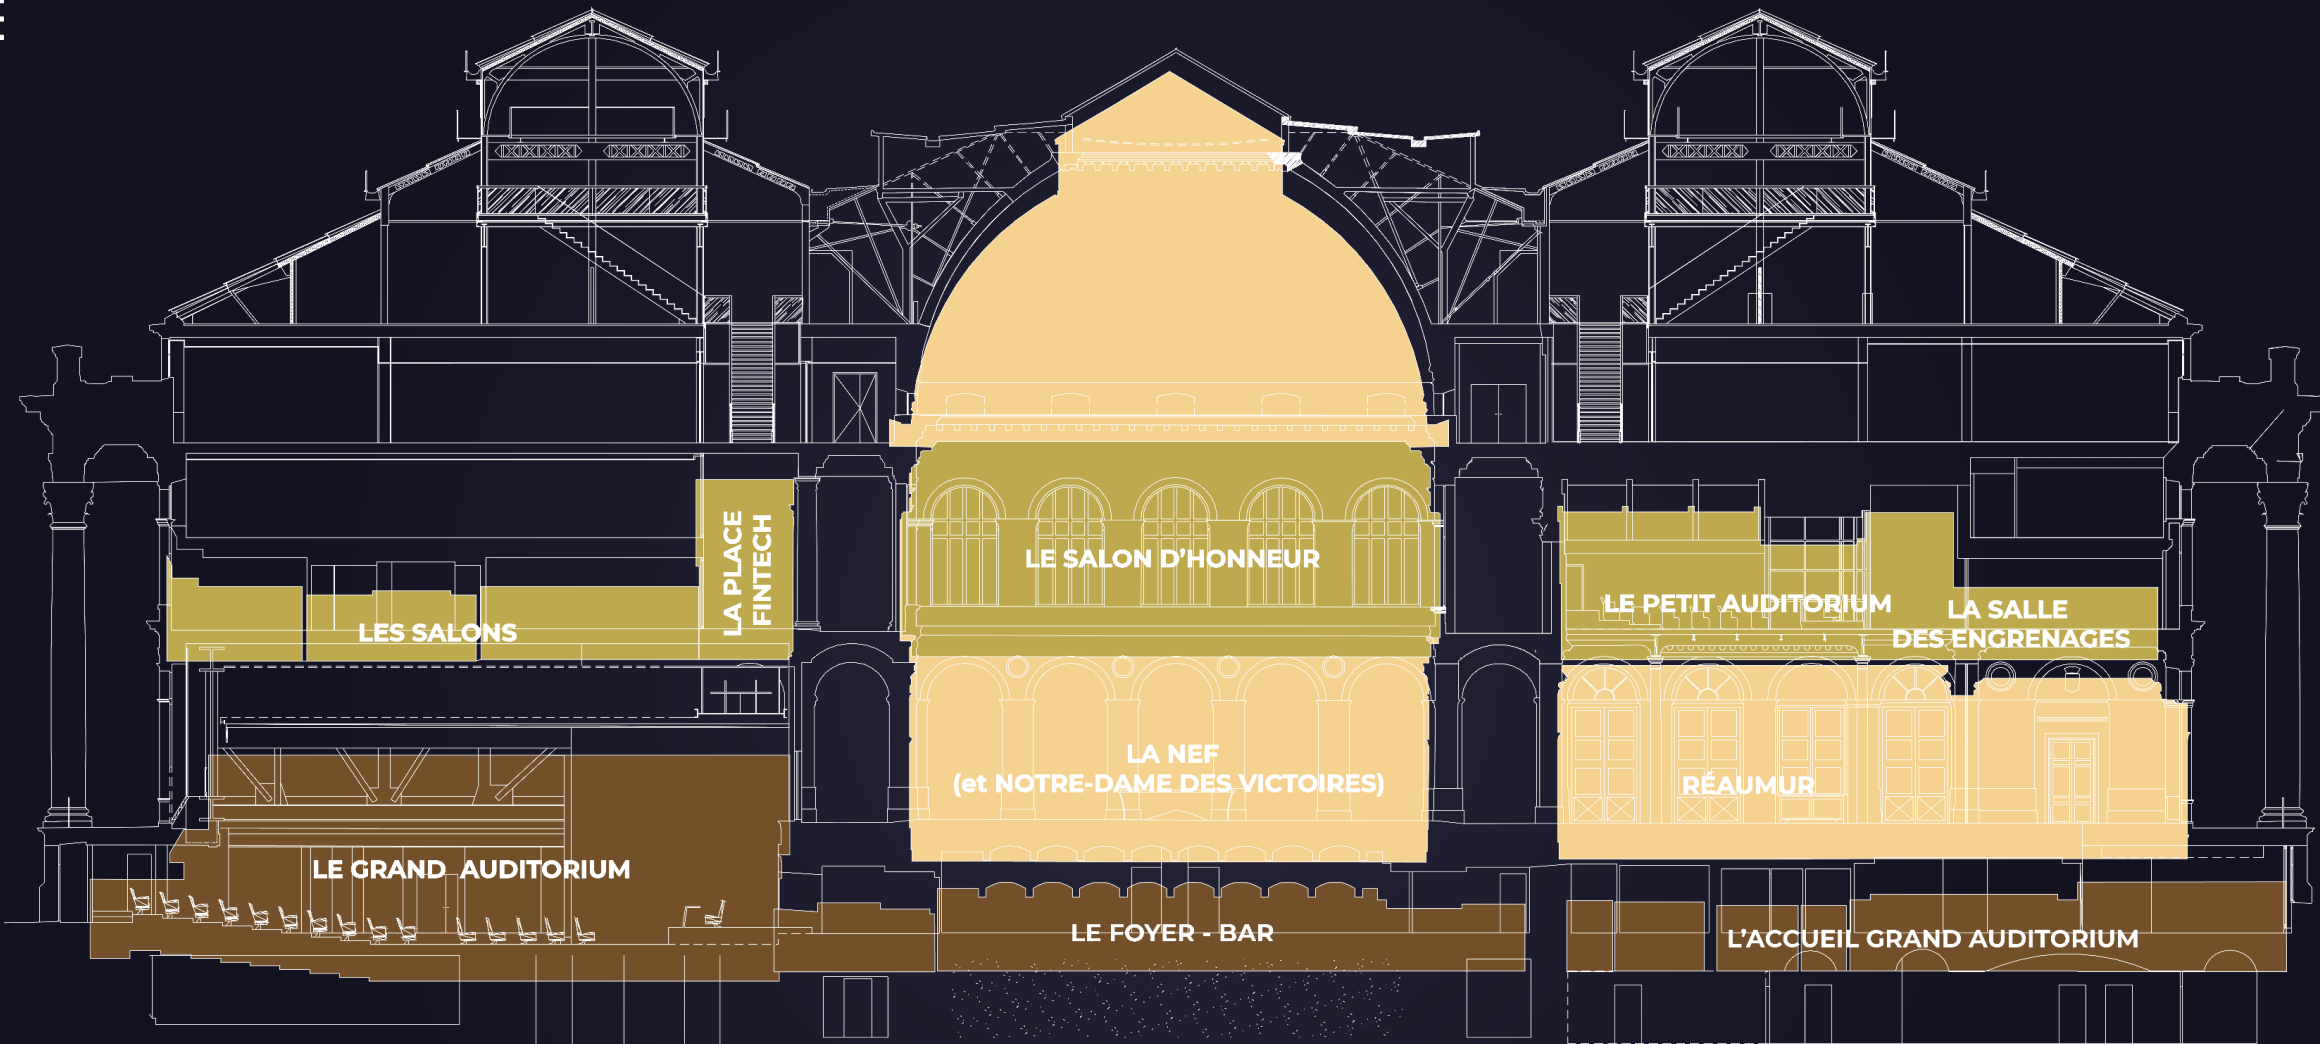 LA PLACE
FINTECH
LE SALON D’HONNEUR
LES SALONS
LE PETIT AUDITORIUM
LA SALLE
DES ENGRENAGES
LA NEF
(et NOTRE-DAME DES VICTOIRES)
RÉAUMUR
LE GRAND AUDITORIUM
LE FOYER - BAR
L’ACCUEIL GRAND AUDITORIUM